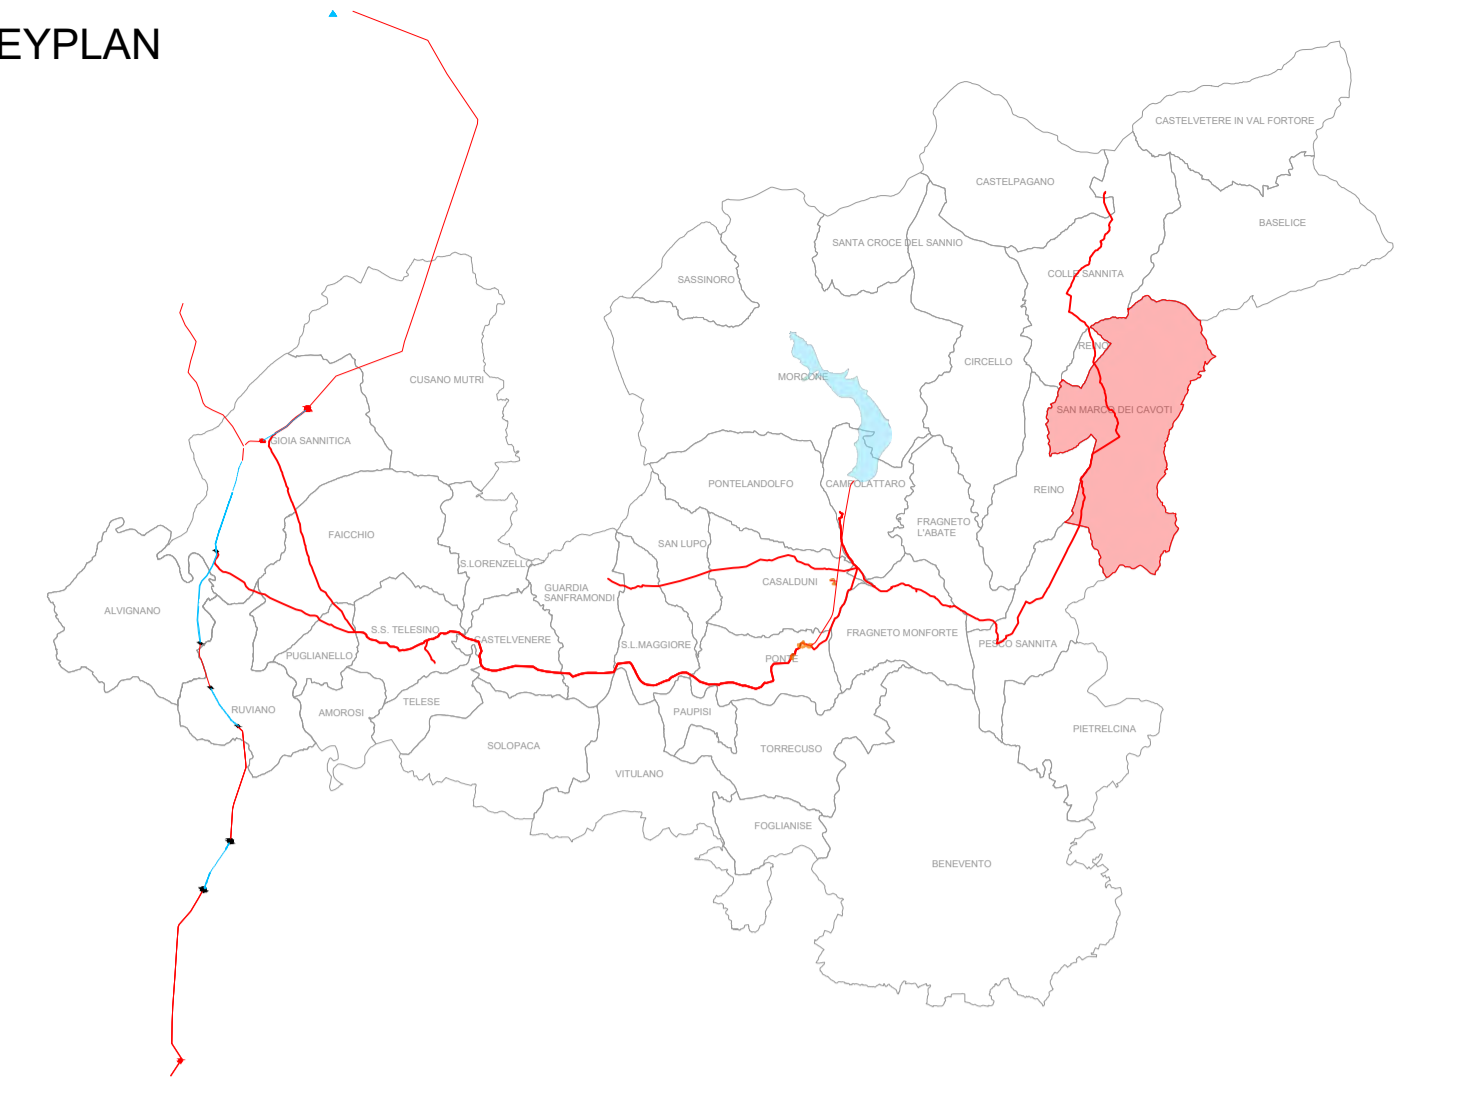 EYPLAN
CASTELVETERE IN VAL FORTORE
CASTELPAGANO
BASELICE
SANTA CROCE DEL SANNIO
COLLE SANNITA
SASSINORO
REINO
CIRCELLO
CUSANO MUTRI
MORCONE
SAN MARCO DEI CAVOTI
GIOIA SANNITICA
PONTELANDOLFO
CAMPOLATTARO
REINO
FRAGNETO
L'ABATE
FAICCHIO
SAN LUPO
S.LORENZELLO
CASALDUNI
GUARDIA
SANFRAMONDI
ALVIGNANO
S.S. TELESINO
CASTELVENERE
FRAGNETO MONFORTE
S.L.MAGGIORE
PESCO SANNITA
PUGLIANELLO
PONTE
TELESE
RUVIANO
AMOROSI
PAUPISI
PIETRELCINA
SOLOPACA
TORRECUSO
VITULANO
FOGLIANISE
BENEVENTO